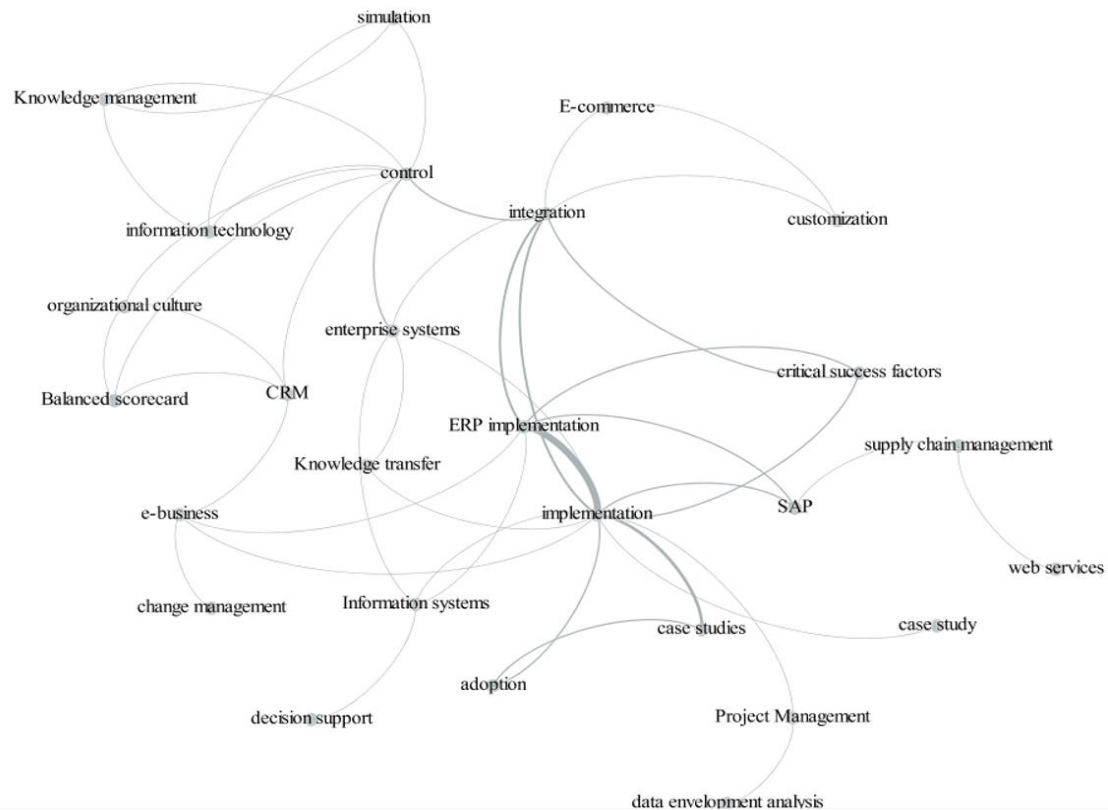 simulation
Knowledge management
E-commerce
control
integration
customization
information technology
organizational culture
enterprise systems
critical success factors
CRM
Balanced scorecard
ERP implementation
supply chain management
Knowledge transfer
SAP
e-business
implementation
web services
Information systems
change management
case study
case studies
adoption
Project Management
decision support
data envelopment analysis